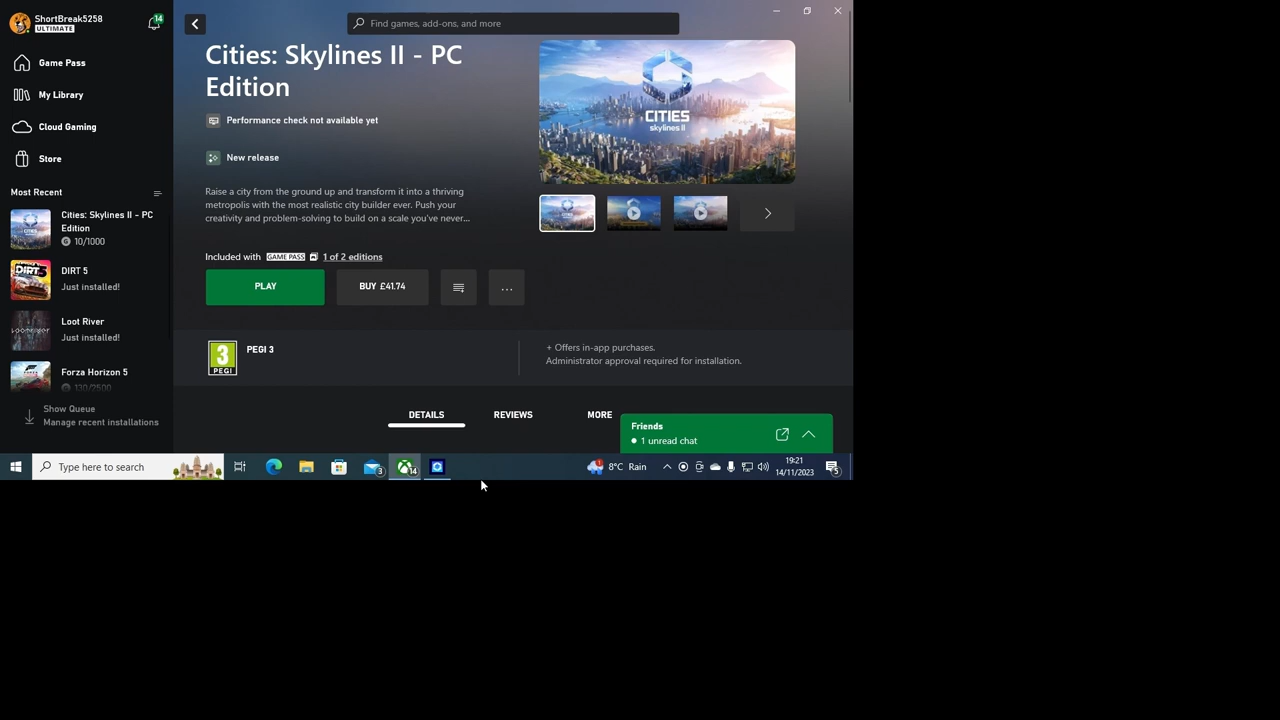 ShortBreak5258
ULTIMATE
14
Game Pass
My Library
Cloud Gaming
Store
Most Recent
Cities: Skylines II - PC
Edition
10/1000
DIRT 5
Just installed!
Loot River
Just installed!
Forza Horizon 5
130/2500
Show Queue
Manage recent installations
Find games, add-ons, and more
Cities: Skylines II - PC
Edition
Performance check not available yet
New release
Raise a city from the ground up and transform it into a thriving
metropolis with the most realistic city builder ever. Push your
creativity and problem-solving to build on a scale you've never...
Included with GAME PASS 1 of 2 editions
PLAY
BUY £41.74
...
CITIES
skylines II
3
PEGI
PEGI 3
+ Offers in-app purchases.
Administrator approval required for installation.
DETAILS
REVIEWS
MORE
Friends
1 unread chat
Type here to search
3
14
1
8°C Rain
19:21
14/11/2023
5